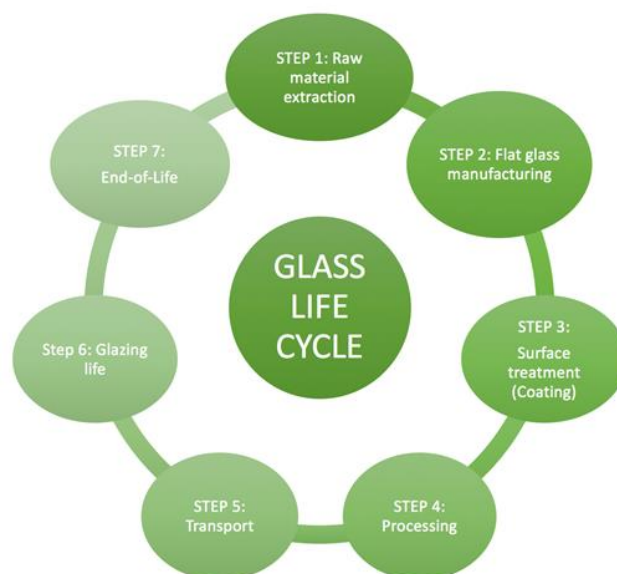 STEP 1: Raw
material
extraction
STEP 2: Flat glass
manufacturing
STEP 3:
Surface
treatment
(Coating)
STEP 4:
Processing
STEP 5:
Transport
Step 6: Glazing
life
STEP 7:
End-of-Life
GLASS
LIFE
CYCLE